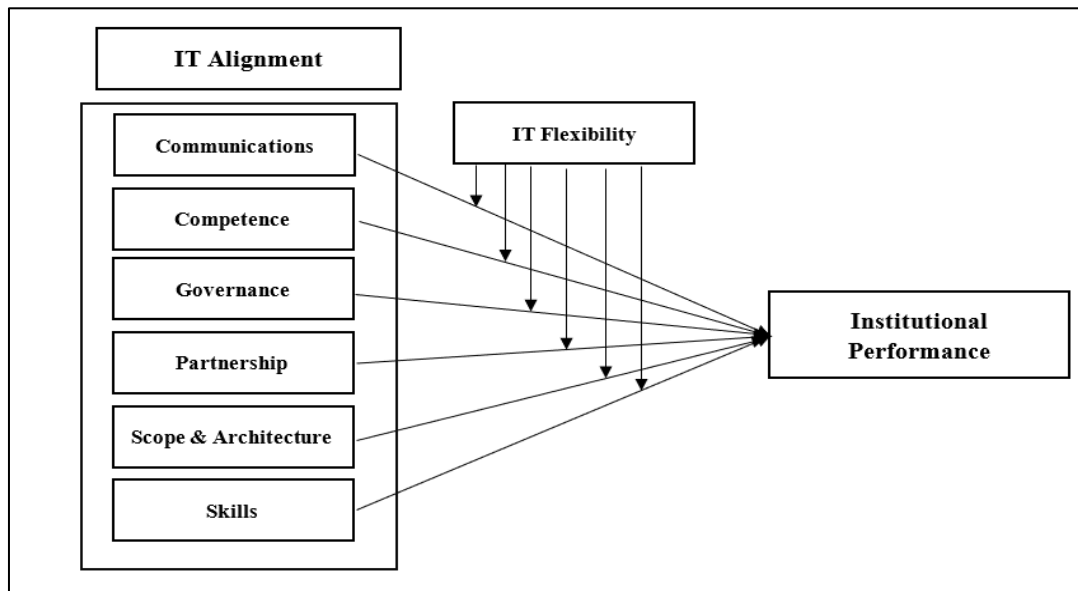 IT Alignment
Communications
IT Flexibility
Competence
Governance
Institutional
Performance
Partnership
Scope & Architecture
Skills